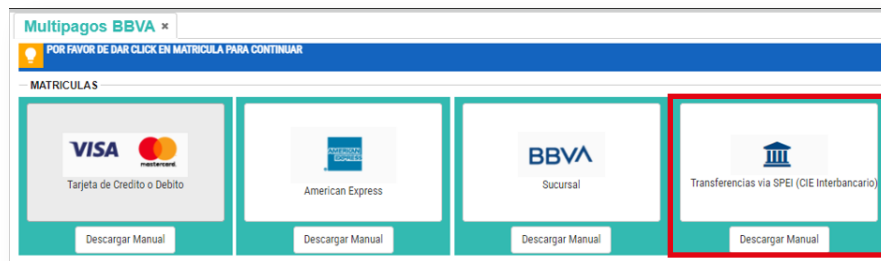 Multipagos BBVA ×
POR FAVOR DE DAR CLICK EN MATRICULA PARA CONTINUAR
MATRICULAS
VISA
mastercard.
Tarjeta de Credito o Debito
AMERICAN
EXPRESS
American Express
BBVA
Sucursal
Transferencias via SPEI (CIE Interbancario)
Descargar Manual
Descargar Manual
Descargar Manual
Descargar Manual